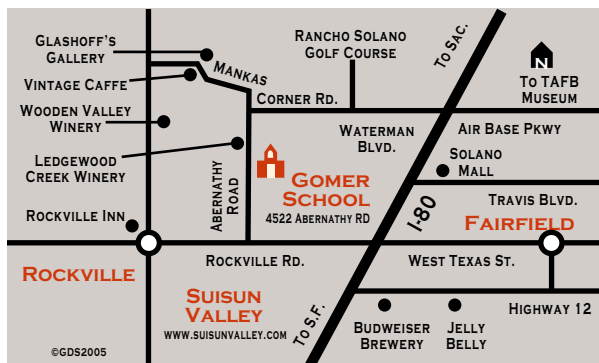 Glashoff's
Gallery
Vintage Caffe
Wooden Valley
Winery
Ledgewood
Creek Winery
Rockville Inn
Mankas
Corner Rd.
Rancho Solano
Golf Course
To Sac.
N
To TAFB
Museum
Waterman
Blvd.
Air Base Pkwy
Solano
Mall
Abernathy
Road
Gomer
School
4522 Abernathy Rd
I-80
Travis Blvd.
Fairfield
Rockville
Rockville Rd.
West Texas St.
Suisun
Valley
www.suisunvalley.com
To S.F.
Highway 12
Budweiser
Brewery
Jelly
Belly
©GDS2005